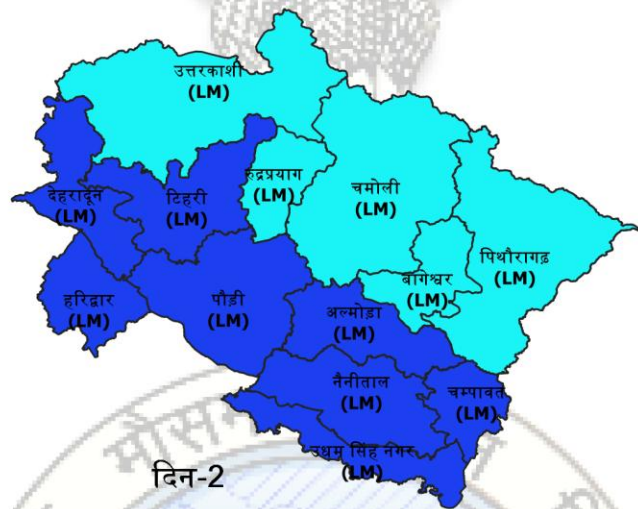 उत्तरकाशी
(LM)
रुद्रप्रयाग
(LM)
चमोली
(LM)
देहरादून
(LM)
टिहरी
(LM)
पिथौरागढ़
(LM)
बागेश्वर
(LM)
हरिद्वार
(LM)
पौड़ी
(LM)
अल्मोड़ा
(LM)
नैनीताल
(LM)
चम्पावत
(LM)
उधम सिंह नगर
(LM)
दिन-2